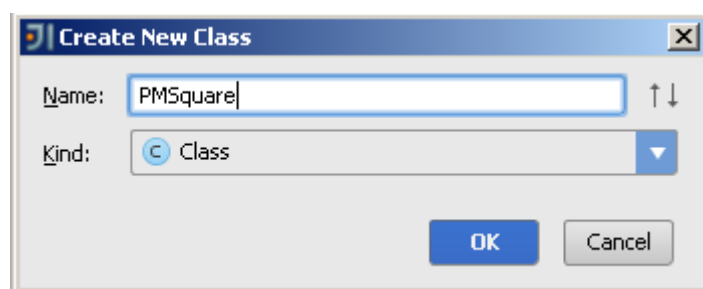 Create New Class
Name: PMSquare
Kind: C Class
OK Cancel